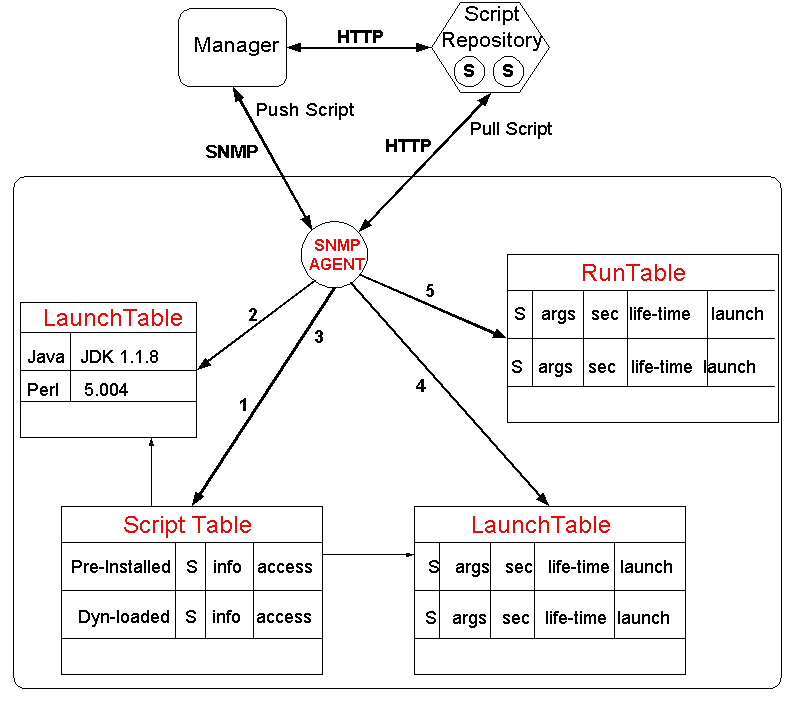 Manager
HTTP
Script
Repository
S S
Push Script
Pull Script
SNMP
HTTP
SNMP
AGENT
RunTable
S args sec life-time launch
S args sec life-time launch
5
2
3
LaunchTable
Java JDK 1.1.8
Perl 5.004
1
4
Script Table
Pre-Installed S info access
Dyn-loaded S info access
LaunchTable
S args sec life-time launch
S args sec life-time launch